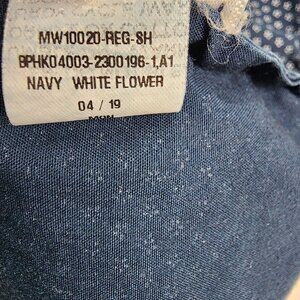 MW10020-REG-SH
BPHK04003-2300196-1,A1
NAVY WHITE FLOWER
04 / 19